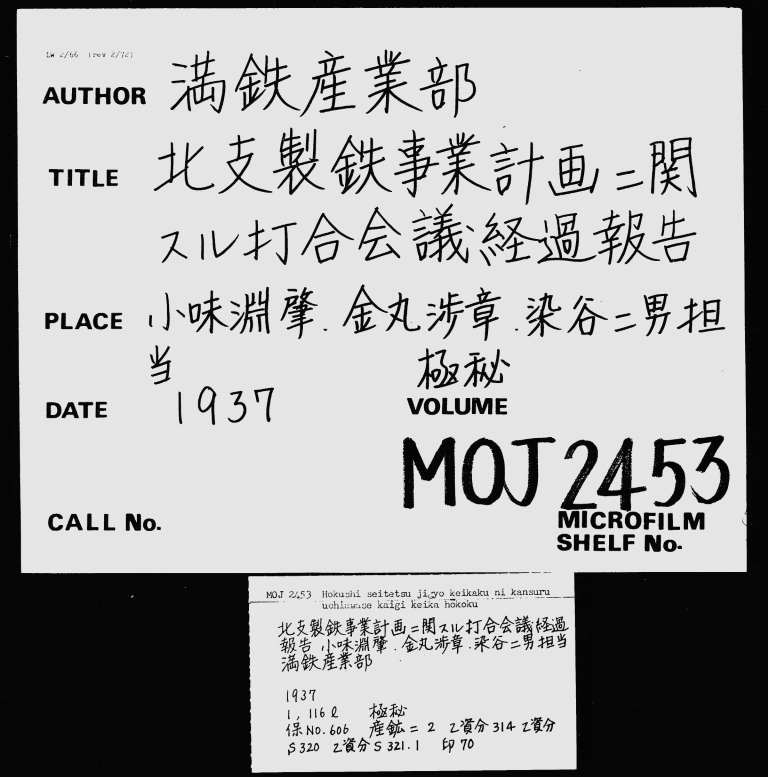 LW 2/66 (rev 2/72)
AUTHOR 満鉄産業部
TITLE 北支製鉄事業計画ニ関
スル打合会議経過報告
PLACE 小味淵肇.金丸渉章.染谷二男担
当
極秘
DATE 1937
VOLUME
MOJ 2453
CALL No.
MICROFILM
SHELF No.
MOJ 2453 Hokushi seitetsu jigyo keikaku ni kansuru
uchiawase kaigi keika hokoku
北支製鉄事業計画ニ関スル打合会議経過
報告 小味淵肇.金丸渉章.染谷二男担当
満鉄産業部
1937
1, 116ℓ 極秘
保NO.606 産鉱=2 乙資分314 乙資分
S320 乙資分S321.1 印70